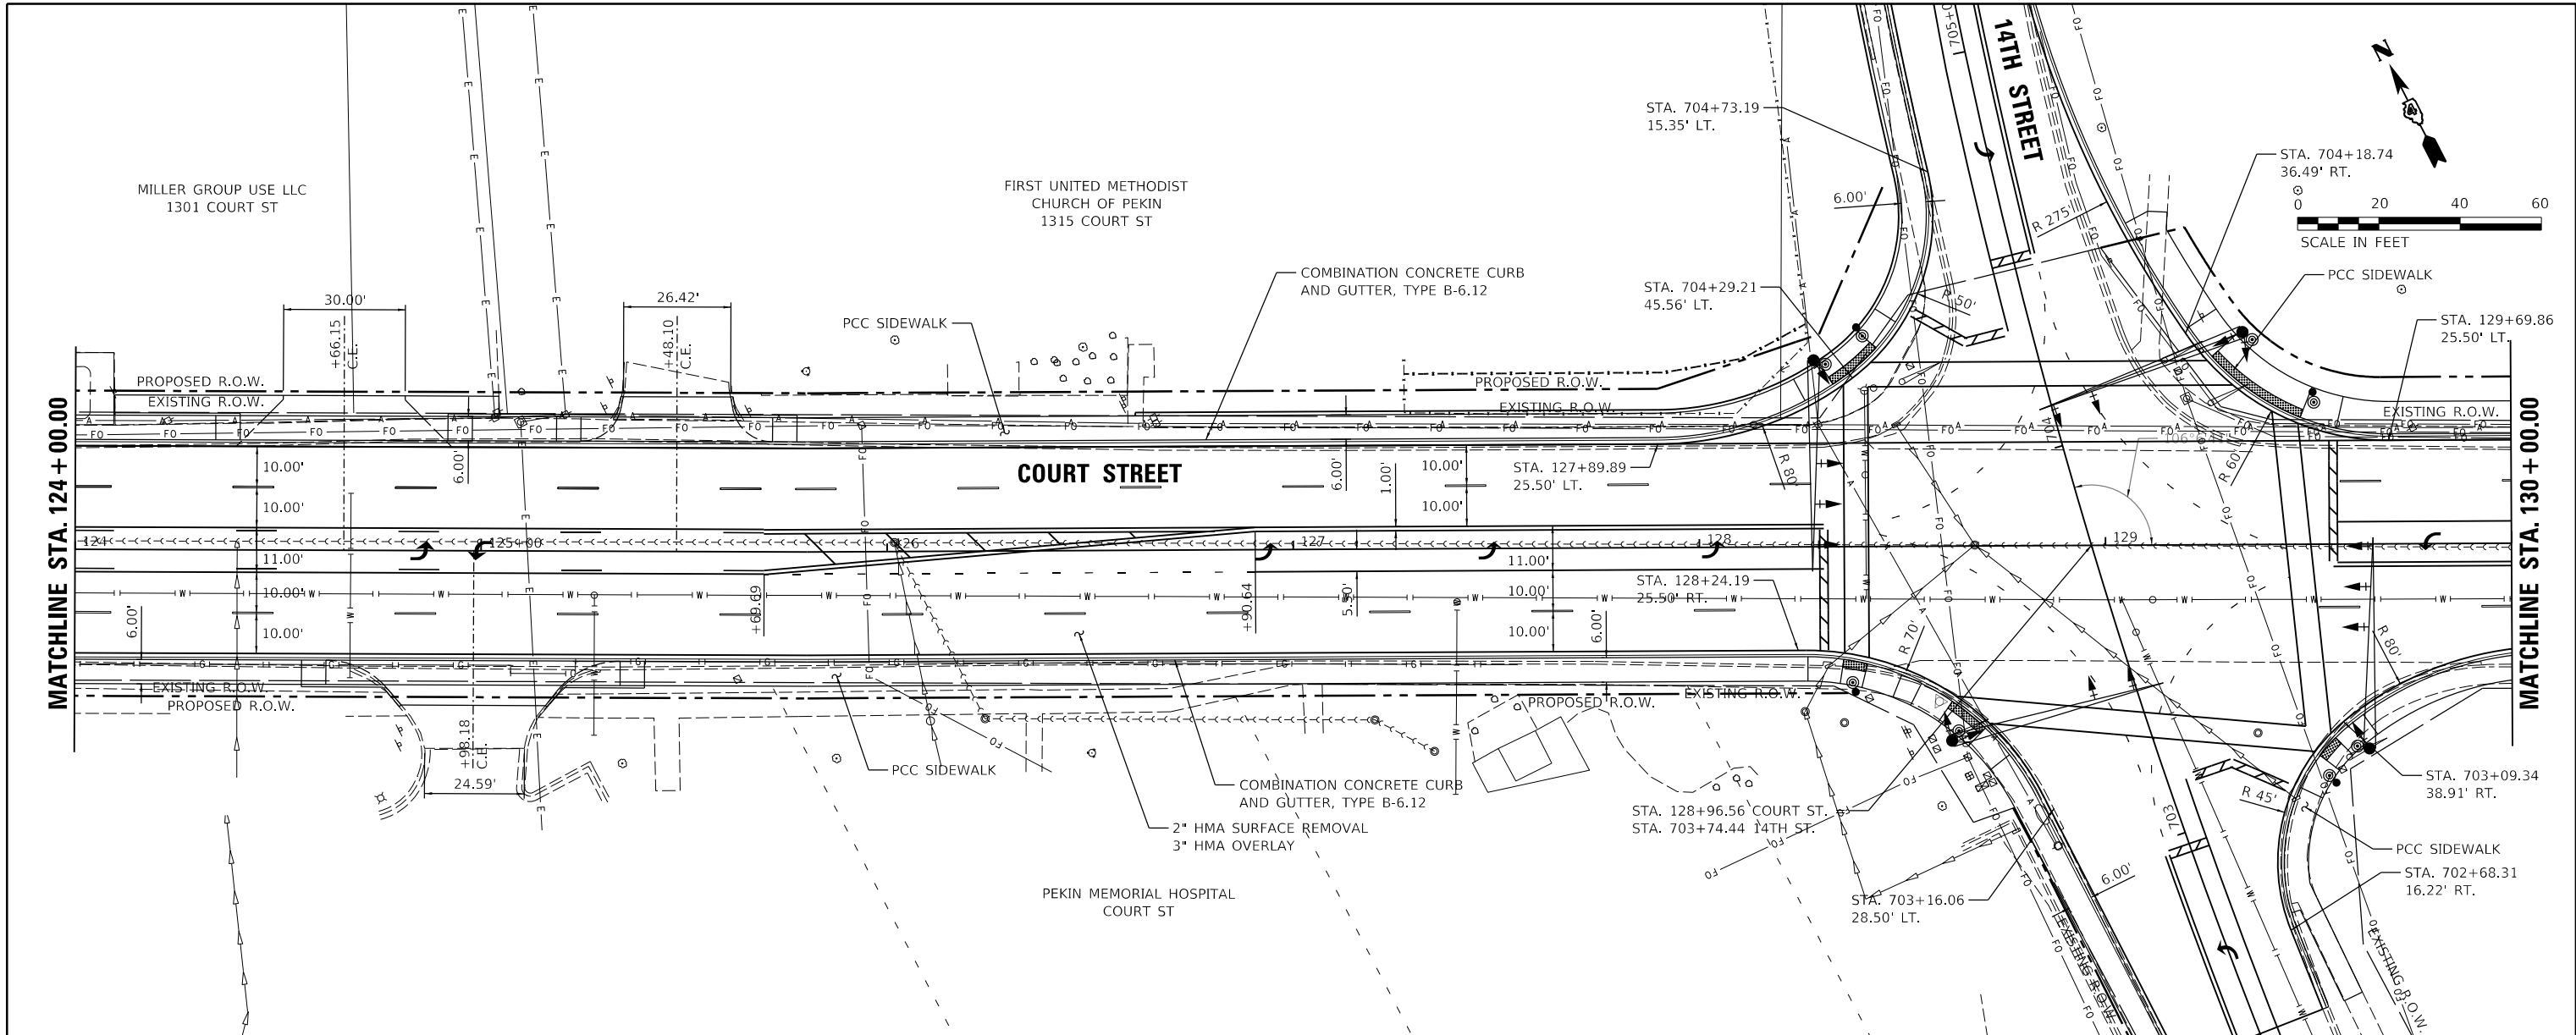 MATCHLINE STA. 124+00.00
MILLER GROUP USE LLC
1301 COURT ST
FIRST UNITED METHODIST
CHURCH OF PEKIN
1315 COURT ST
30.00'
+66.15
C.E.
26.42'
+48.10
C.E.
PCC SIDEWALK
COMBINATION CONCRETE CURB
AND GUTTER, TYPE B-6.12
PROPOSED R.O.W.
EXISTING R.O.W.
PROPOSED R.O.W.
EXISTING R.O.W.
STA. 704+73.19
15.35' LT.
6.00'
STA. 704+29.21
45.56' LT.
14TH STREET
R 275'
R 50'
N
STA. 704+18.74
36.49' RT.
0 20 40 60
SCALE IN FEET
PCC SIDEWALK
STA. 129+69.86
25.50' LT.
EXISTING R.O.W.
COURT STREET
10.00'
10.00'
11.00'
10.00'
10.00'
6.00'
6.00'
6.00'
1.00'
10.00'
10.00'
STA. 127+89.89
25.50' LT.
R 80'
R 60'
704
124
125+00
126
127
128
129
+69.69
+90.64
5.50'
11.00'
10.00'
10.00'
6.00'
STA. 128+24.19
25.50' RT.
R 70'
R 80'
EXISTING R.O.W.
PROPOSED R.O.W.
+98.18
C.E.
24.59'
PCC SIDEWALK
COMBINATION CONCRETE CURB
AND GUTTER, TYPE B-6.12
2" HMA SURFACE REMOVAL
3" HMA OVERLAY
PEKIN MEMORIAL HOSPITAL
COURT ST
PROPOSED R.O.W.
EXISTING R.O.W.
STA. 128+96.56 COURT ST.
STA. 703+74.44 14TH ST.
STA. 703+16.06
28.50' LT.
6.00'
EXISTING R.O.W.
703
R 45'
STA. 703+09.34
38.91' RT.
PCC SIDEWALK
STA. 702+68.31
16.22' RT.
EXISTING R.O.W.
MATCHLINE STA. 130+00.00